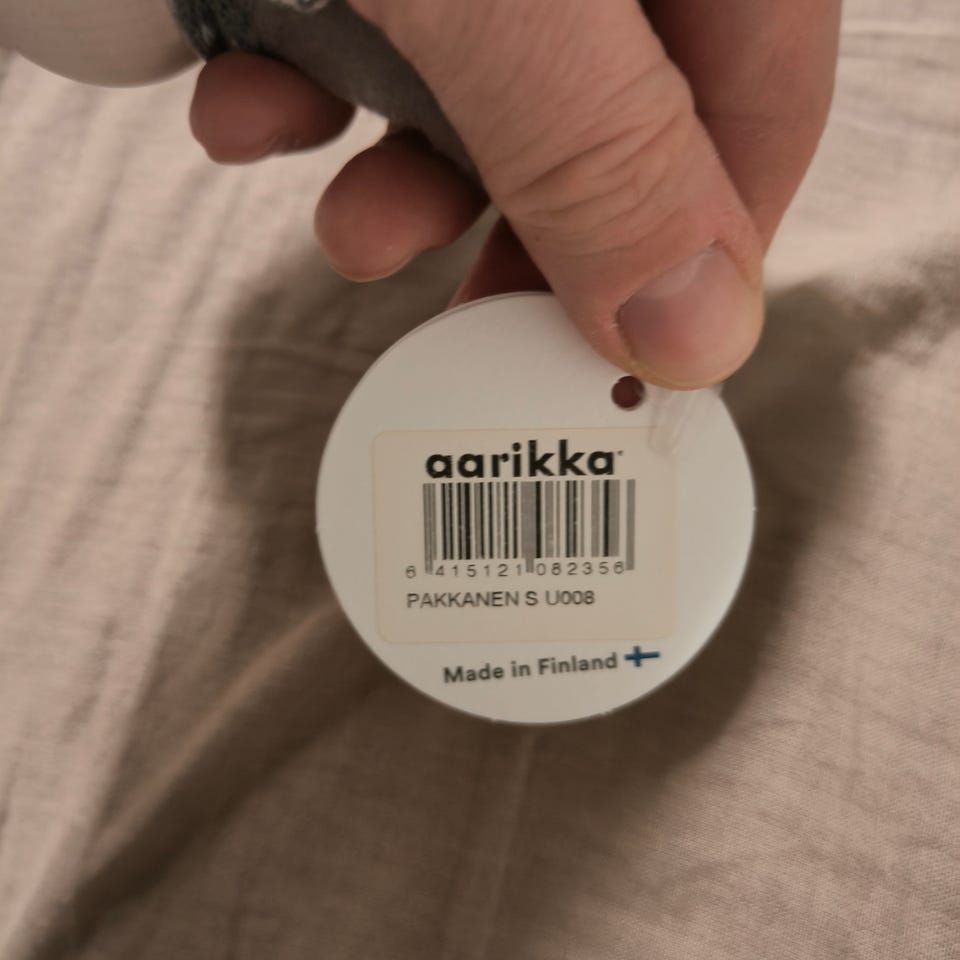 aarikka
6 415121 082356
PAKKANEN S U008
Made in Finland